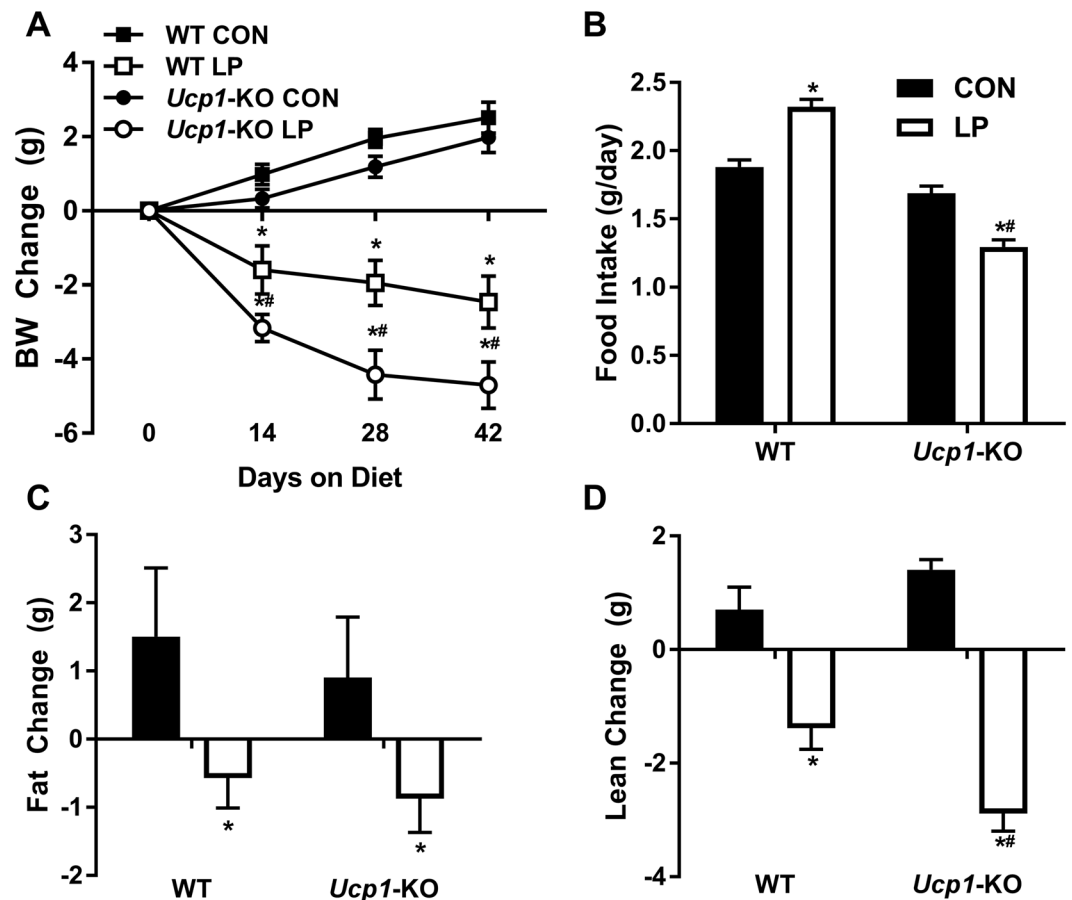 A
WT CON
WT LP
Ucp1-KO CON
Ucp1-KO LP
BW Change (g)
4
2
0
-2
-4
-6
* * *
*# *# *#
0 14 28 42
Days on Diet
B
CON
LP
Food Intake (g/day)
2.5
2.0
1.5
1.0
0.5
0.0
*
*#
WT Ucp1-KO
C
Fat Change (g)
3
2
1
0
-1
-2
* *
WT Ucp1-KO
D
Lean Change (g)
2
0
-2
-4
*
*#
WT Ucp1-KO